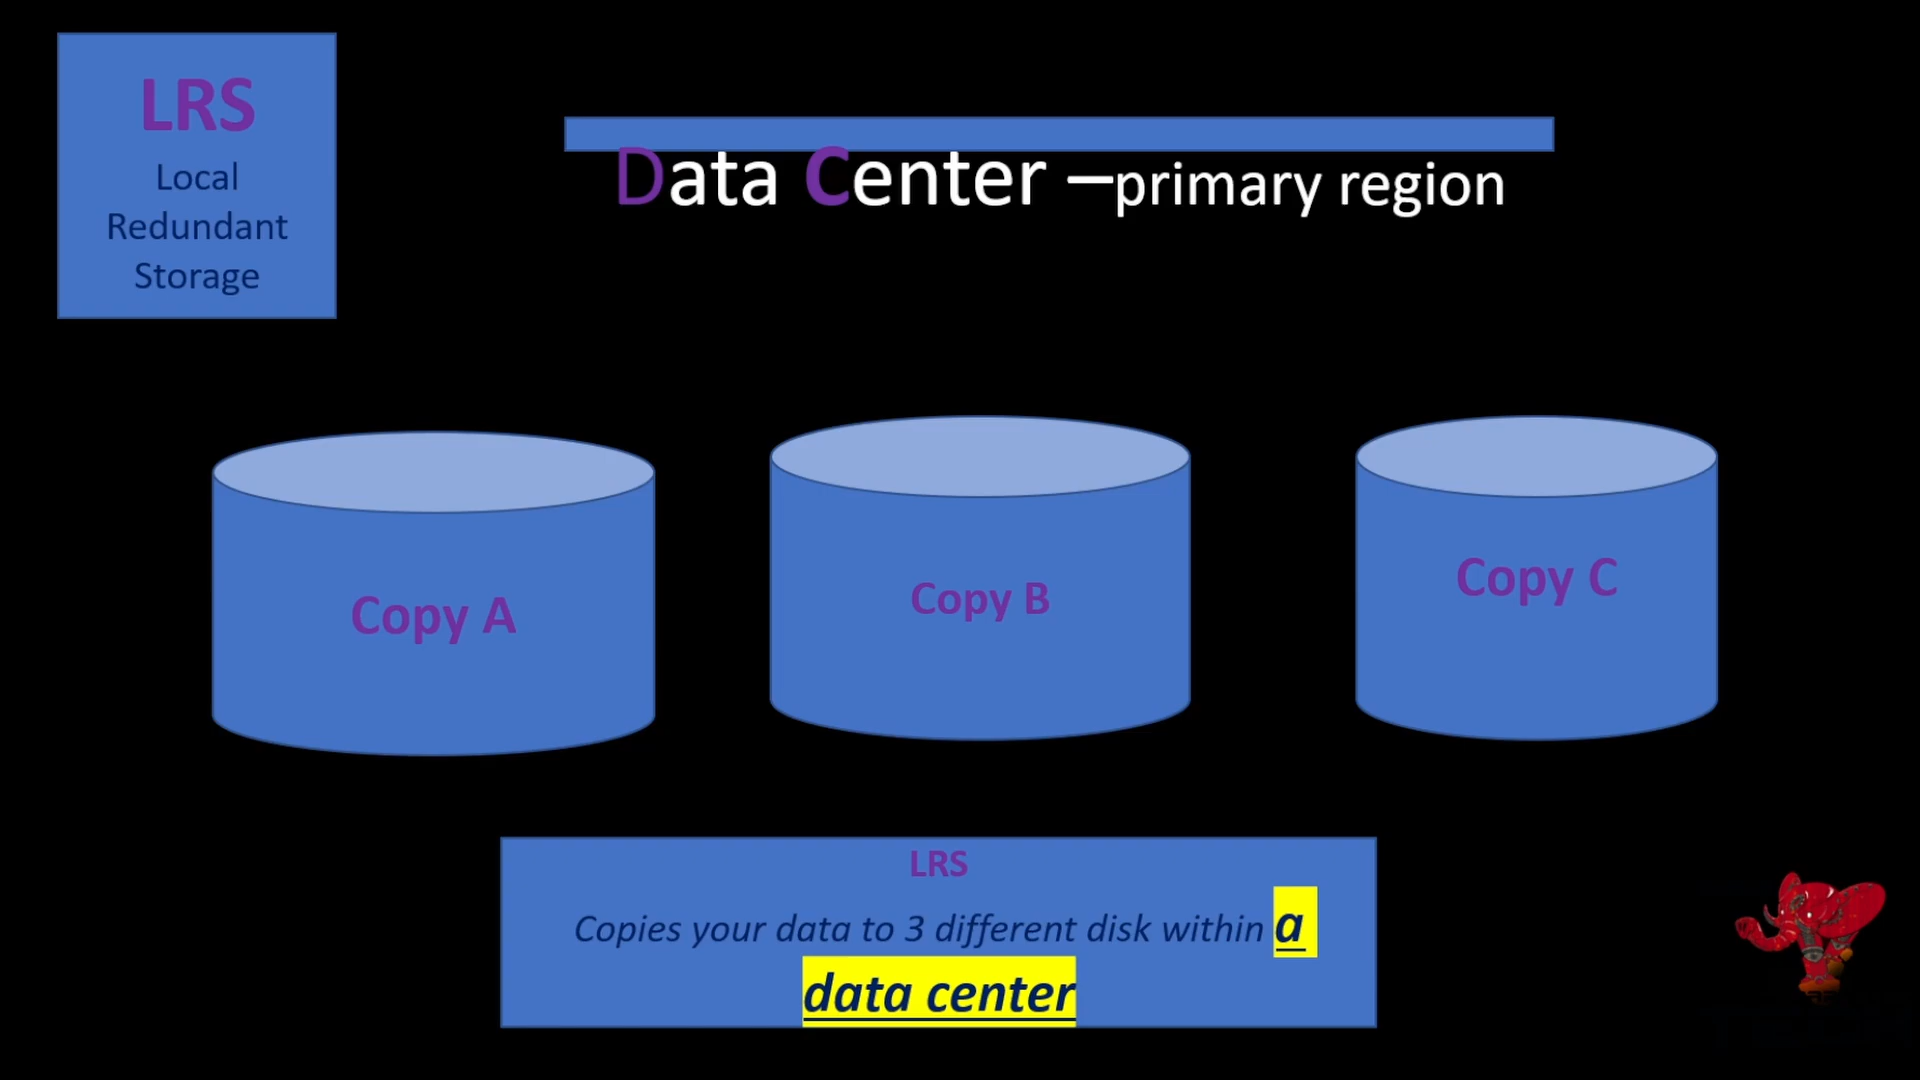 LRS
Local
Redundant
Storage
Data Center –primary region
Copy A
Copy B
Copy C
LRS
Copies your data to 3 different disk within a
data center